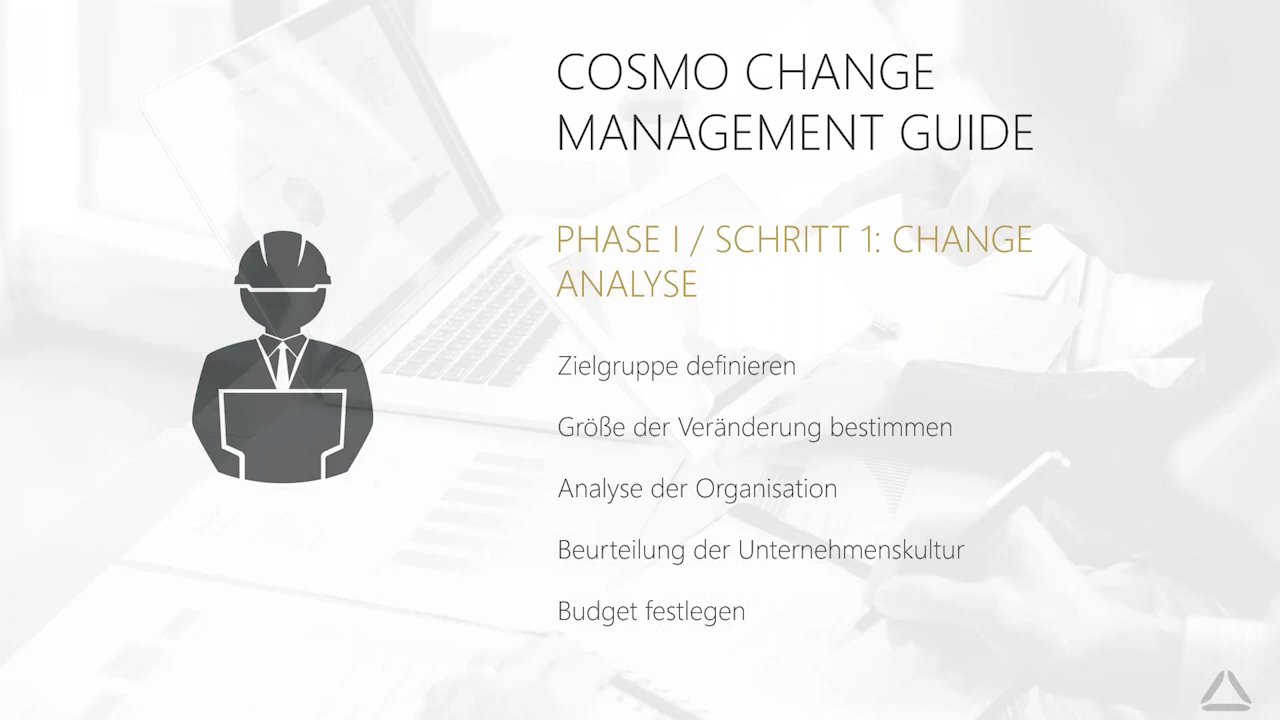 COSMO CHANGE
MANAGEMENT GUIDE
PHASE I / SCHRITT 1: CHANGE
ANALYSE
Zielgruppe definieren
Größe der Veränderung bestimmen
Analyse der Organisation
Beurteilung der Unternehmenskultur
Budget festlegen